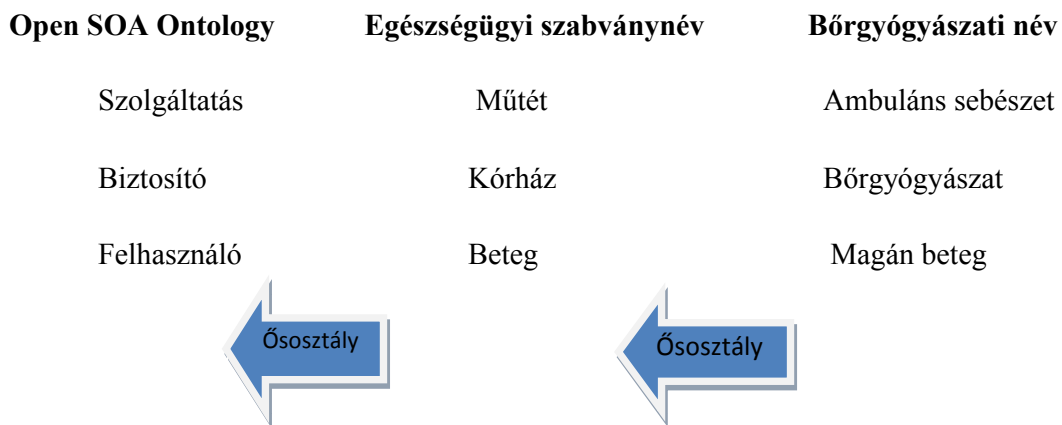 Open SOA Ontology Egészségügyi szabványnév Bőrgyógyászati név
Szolgáltatás Műtét Ambuláns sebészet
Biztosító Kórház Bőrgyógyászat
Felhasználó Beteg Magán beteg
Ősosztály Ősosztály